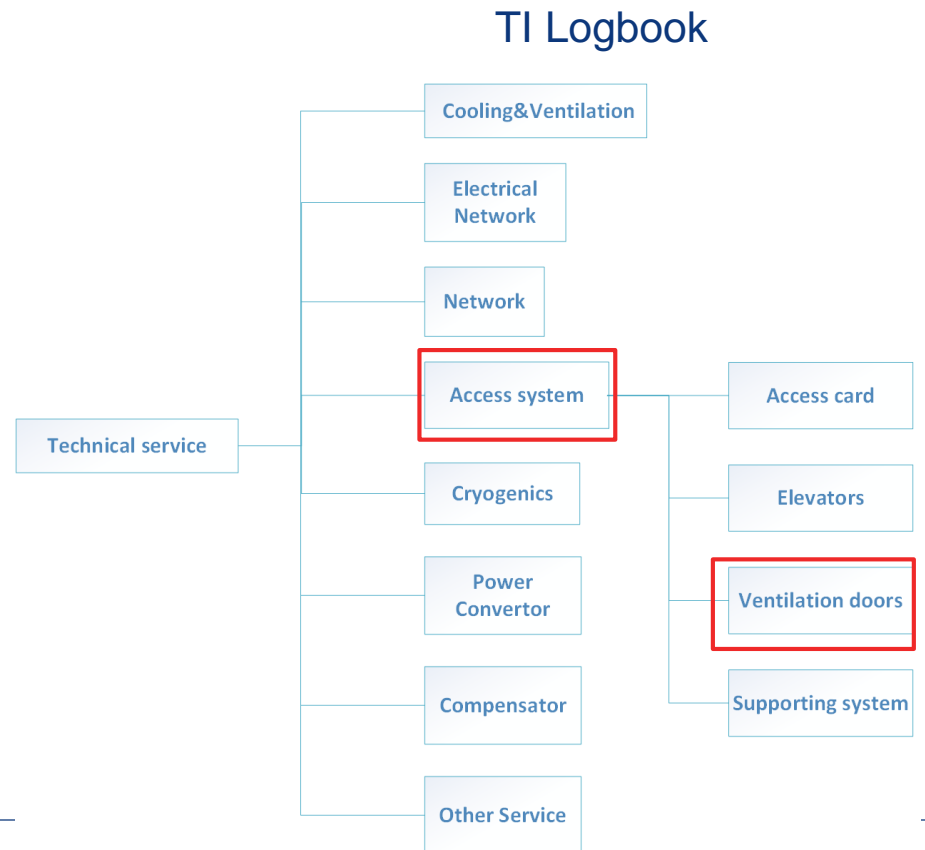 TI Logbook
Cooling&Ventilation
Electrical
Network
Network
Access system
Access card
Technical service
Cryogenics
Elevators
Power
Convertor
Ventilation doors
Compensator
Supporting system
Other Service